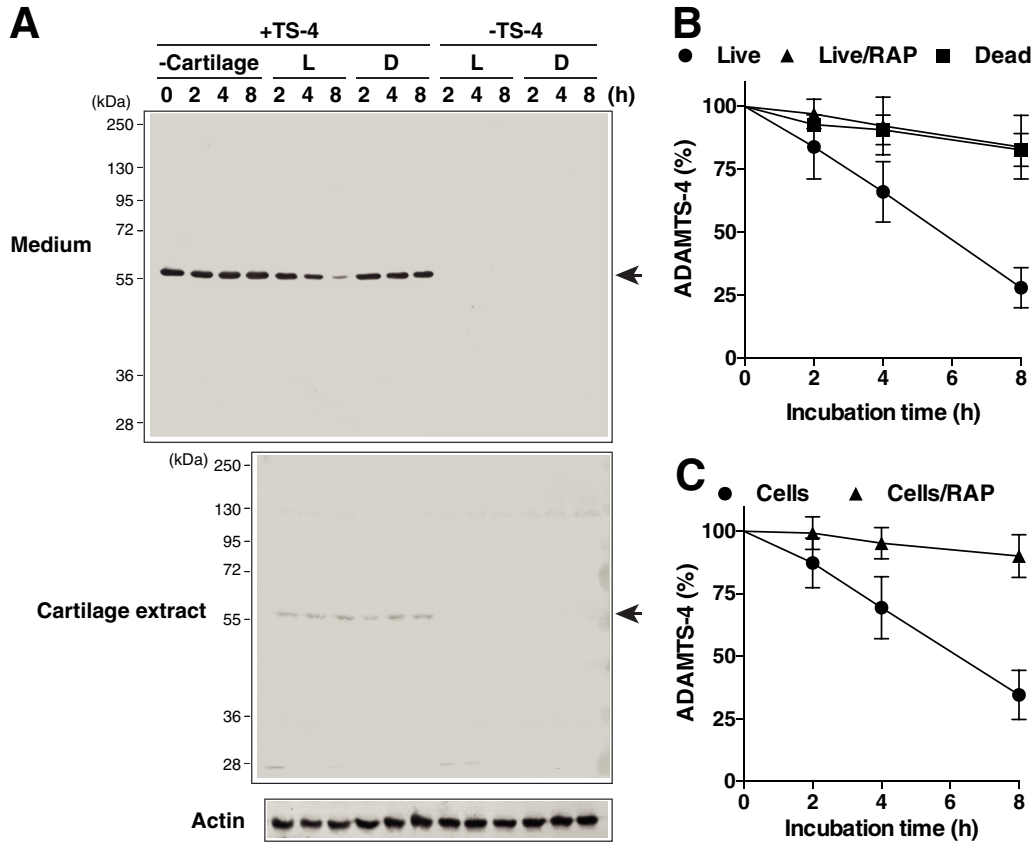 A
+TS-4 -TS-4
-Cartilage L D L D
0 2 4 8 2 4 8 2 4 8 2 4 8 2 4 8 (h)
(kDa)
250
130
95
72
Medium
55
36
28
(kDa) 250
130
95
72
Cartilage extract
55
36
28
Actin
B
Live Live/RAP Dead
100
75
50
25
0
ADAMTS-4 (%)
0 2 4 6 8
Incubation time (h)
C
Cells Cells/RAP
100
75
50
25
0
ADAMTS-4 (%)
0 2 4 6 8
Incubation time (h)